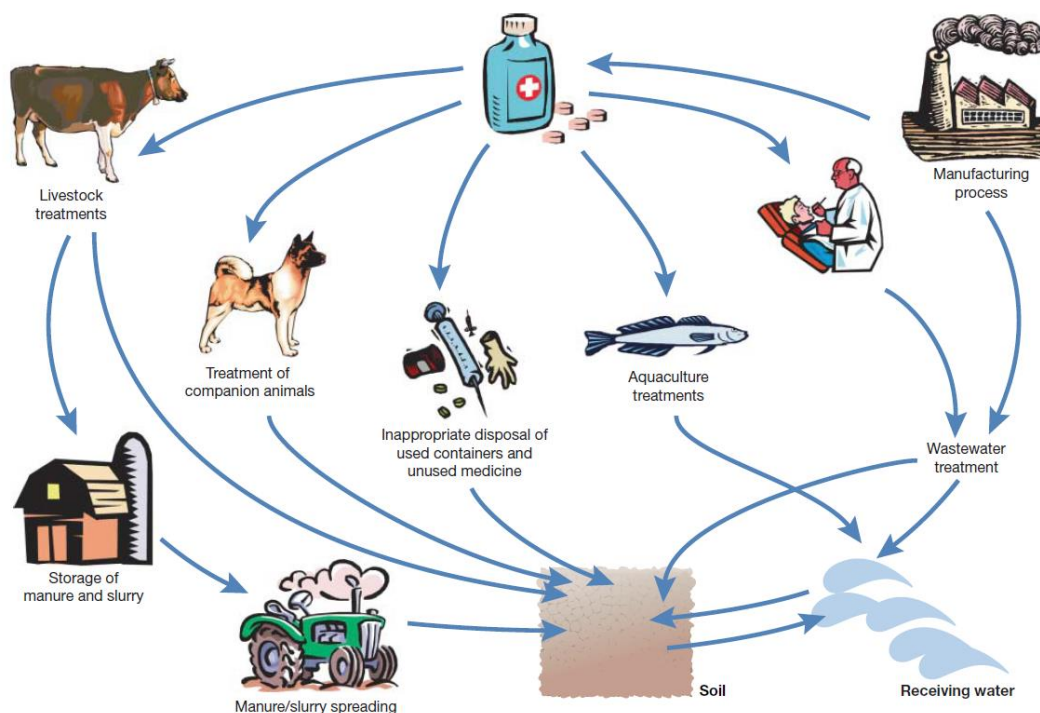 Livestock
treatments
Manufacturing
process
Treatment of
companion animals
Inappropriate disposal of
used containers and
unused medicine
Aquaculture
treatments
Wastewater
treatment
Storage of
manure and slurry
Manure/slurry spreading
Soil
Receiving water